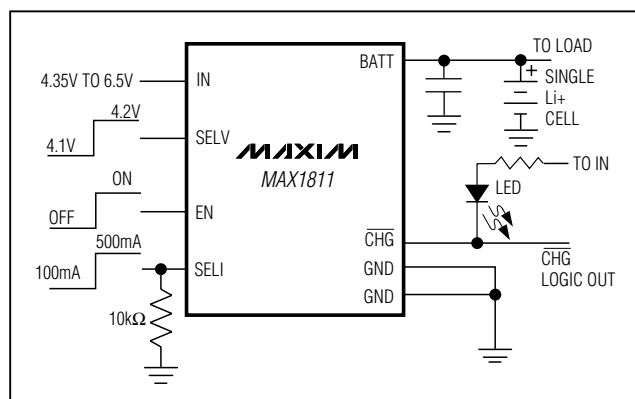 BATT
TO LOAD
4.35V TO 6.5V
IN
+
SINGLE
Li+
CELL
4.2V
4.1V
SELV
MAXIM
MAX1811
TO IN
LED
ON
OFF
EN
CHG
CHG
LOGIC OUT
500mA
100mA
SELI
GND
GND
10kΩ